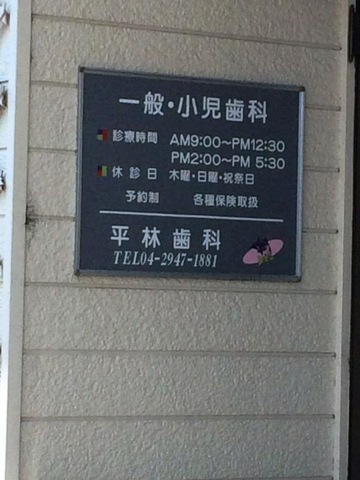 一般・小児歯科
診療時間 AM9:00〜PM12:30
PM2:00〜PM 5:30
休診日 木曜・日曜・祝祭日
予約制 各種保険取扱
平林歯科
TEL04-2947-1881